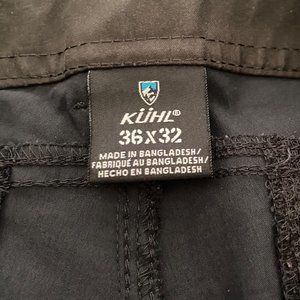 KÜHL®
36X32
MADE IN BANGLADESH/
FABRIQUÉ AU BANGLADESH/
HECHO EN BANGLADESH